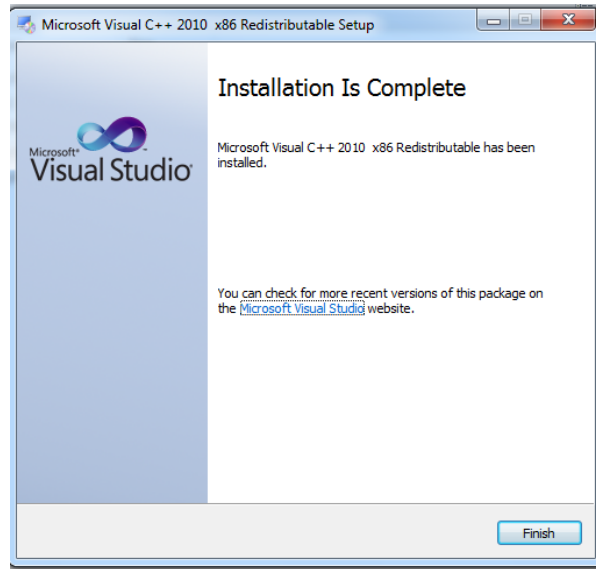 Microsoft Visual C++ 2010  x86 Redistributable Setup
Installation Is Complete
Microsoft Visual C++ 2010  x86 Redistributable has been
installed.
Microsoft®
Visual Studio®
You can check for more recent versions of this package on
the Microsoft Visual Studio website.
Finish